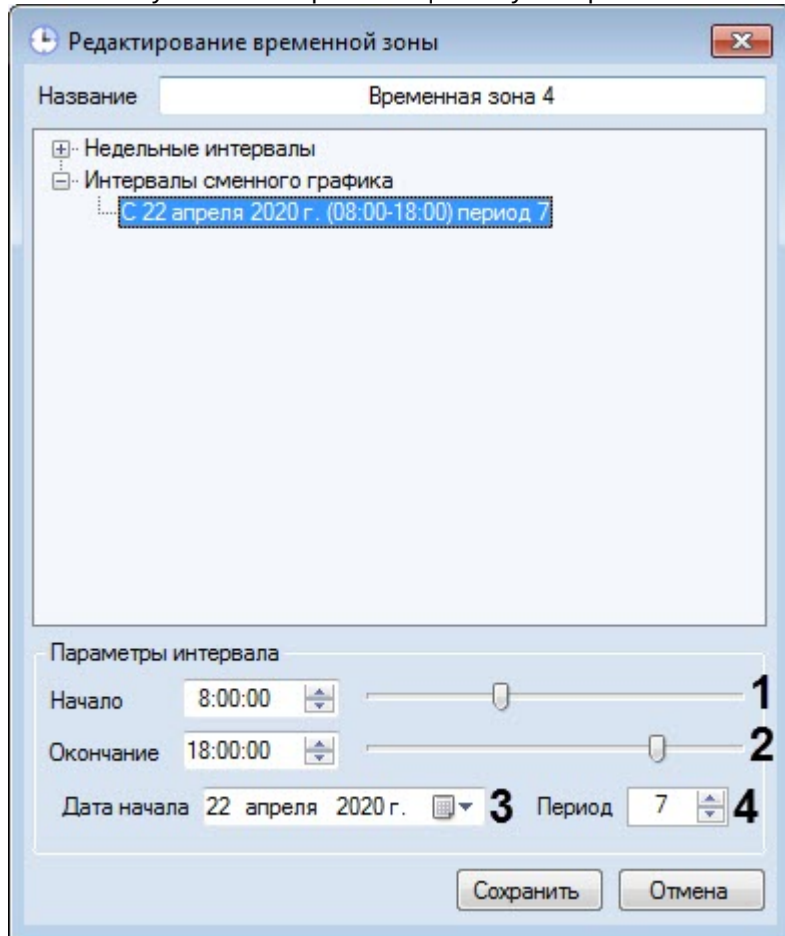 Редактирование временной зоны
Название Временная зона 4
Недельные интервалы
Интервалы сменного графика
С 22 апреля 2020 г. (08:00-18:00) период 7
Параметры интервала
Начало 8:00:00 1
Окончание 18:00:00 2
Дата начала 22 апреля 2020 г. 3 Период 7 4
Сохранить Отмена